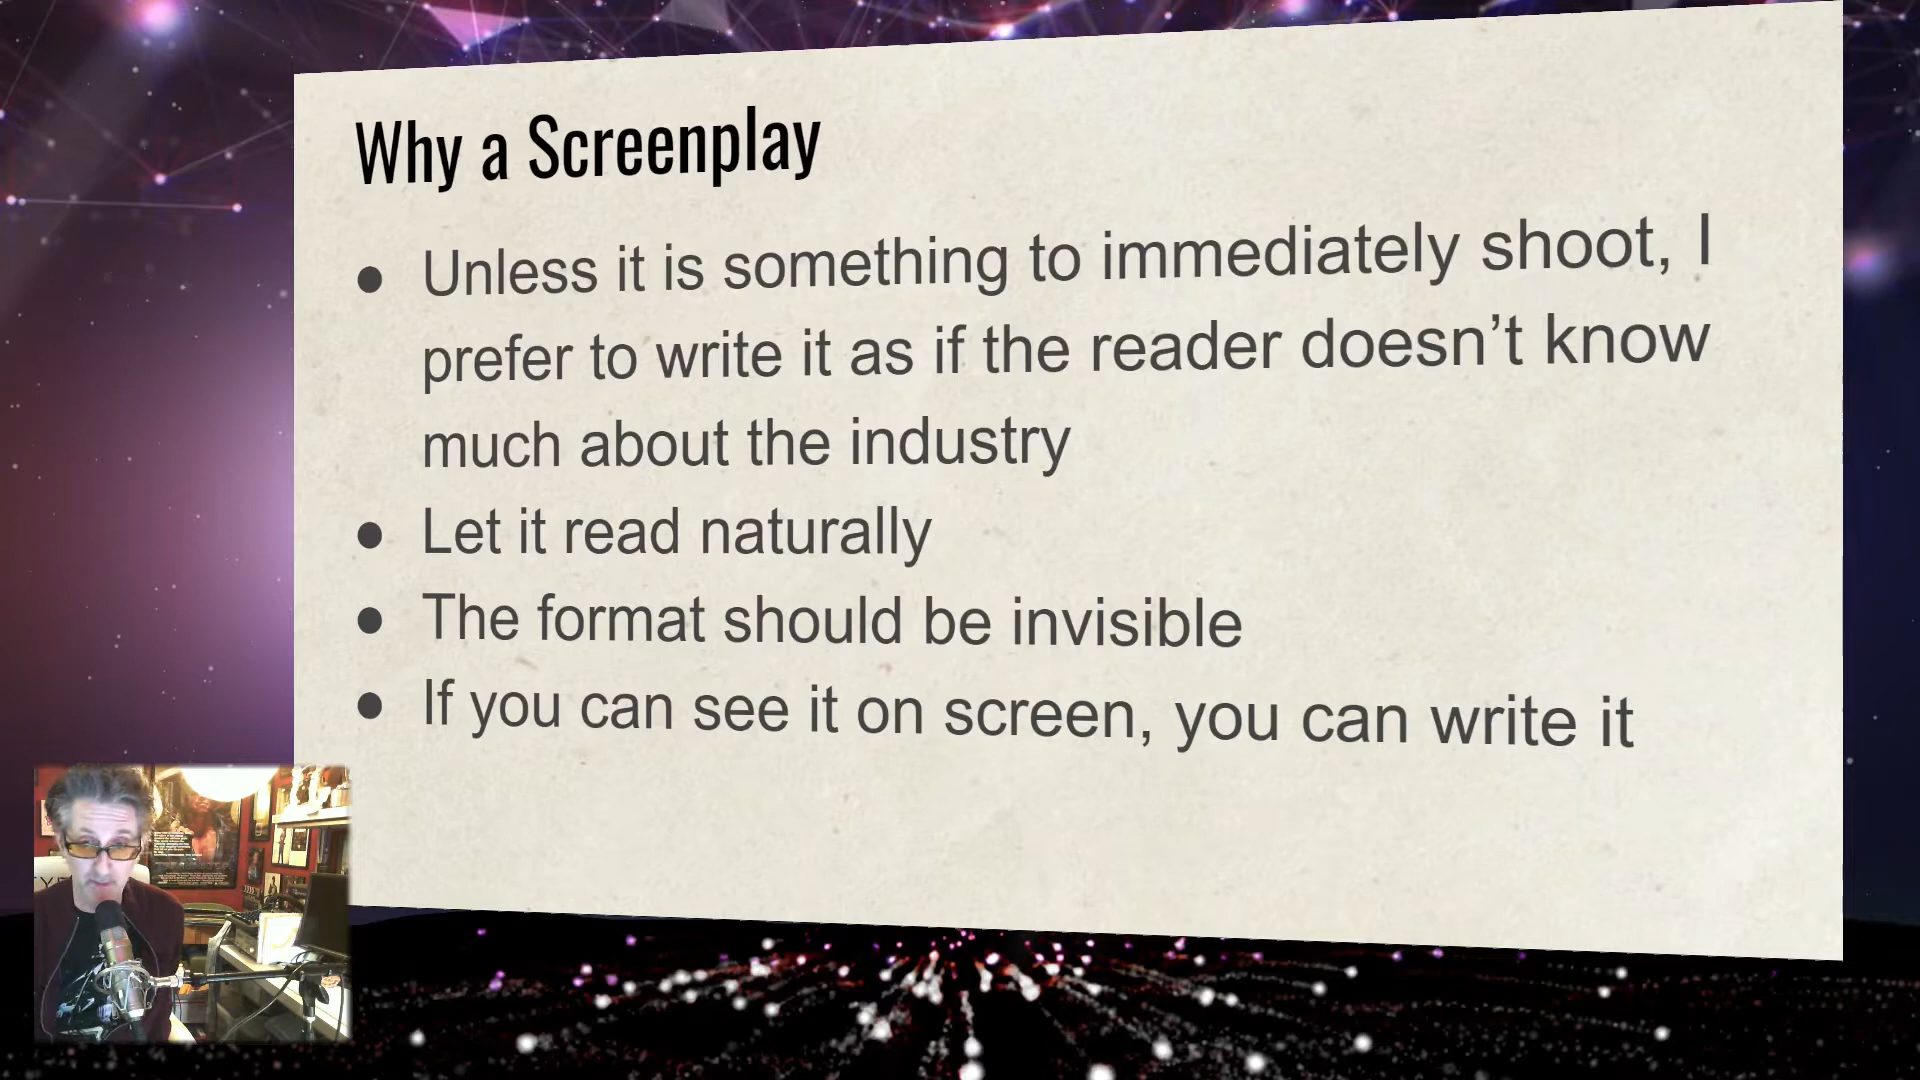 Why a Screenplay
● Unless it is something to immediately shoot, I
prefer to write it as if the reader doesn’t know
much about the industry
● Let it read naturally
● The format should be invisible
● If you can see it on screen, you can write it